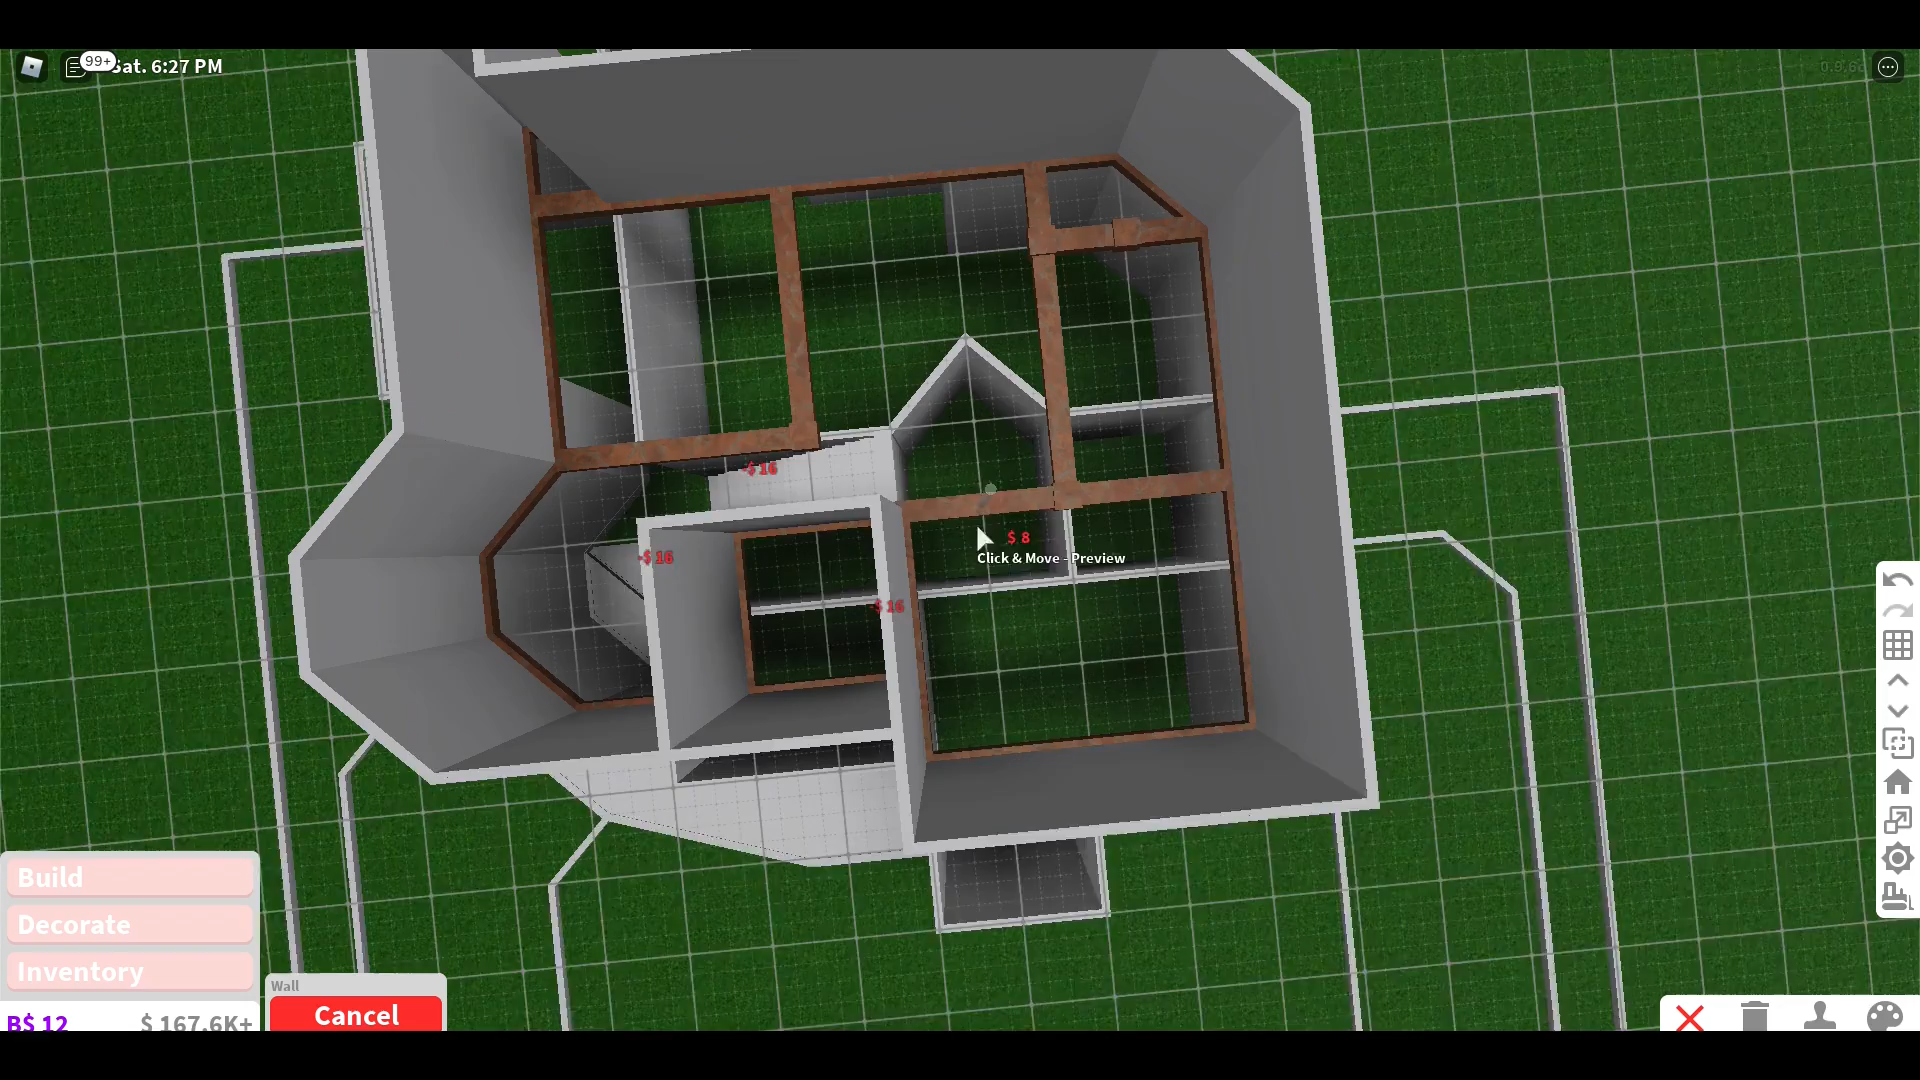 99+
Sat. 6:27 PM
-$ 16
-$ 16
$ 8
Click & Move - Preview
-$ 16
Build
Decorate
Inventory
Wall
Cancel
B$ 12
$ 167.6K+